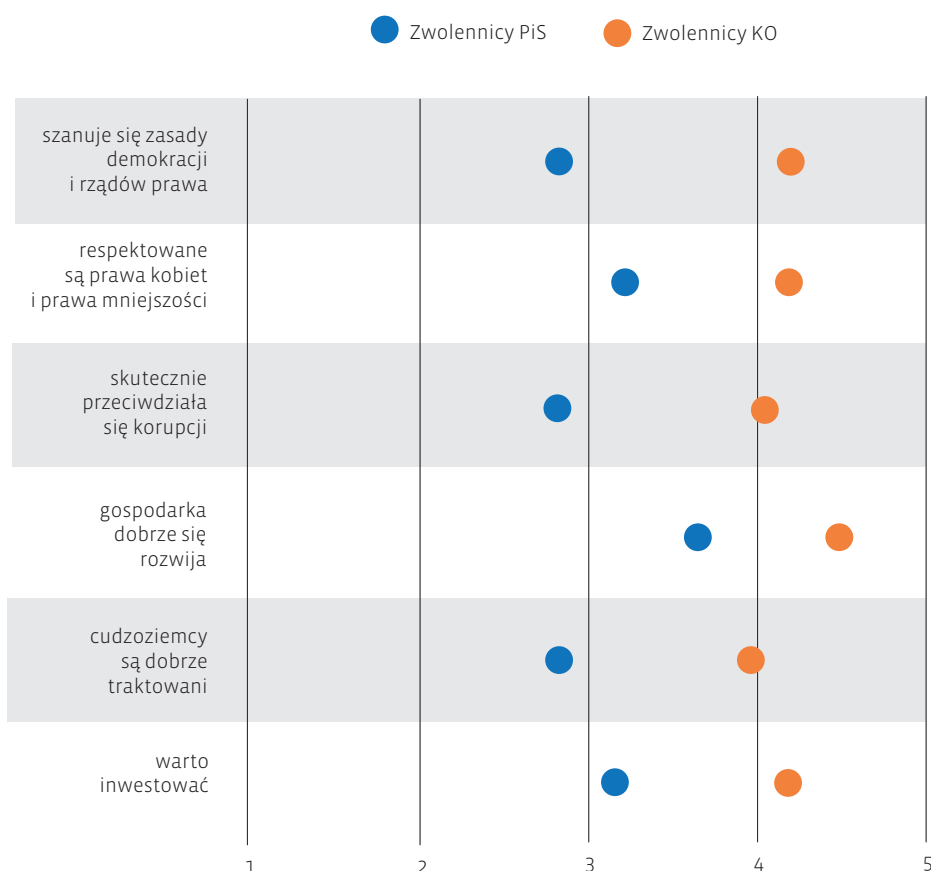 Zwolennicy PiS
Zwolennicy KO
szanuje się zasady
demokracji
i rządów prawa
respektowane
są prawa kobiet
i prawa mniejszości
skutecznie
przeciwdziała
się korupcji
gospodarka
dobrze się
rozwija
cudzoziemcy
są dobrze
traktowani
warto
inwestować
1
2
3
4
5